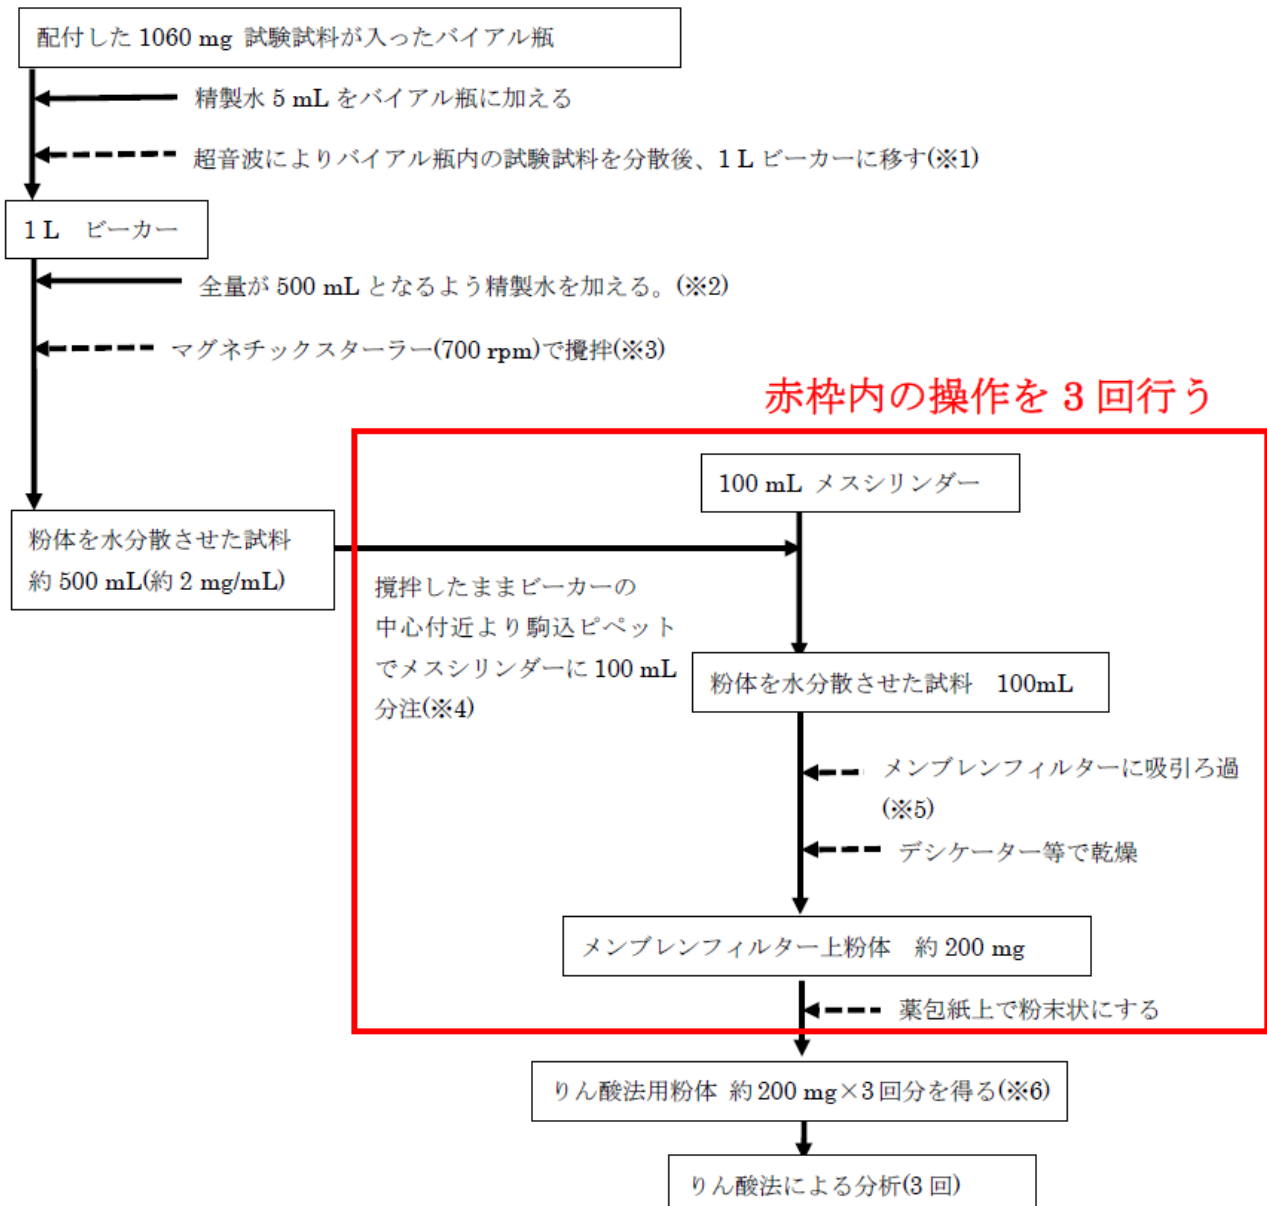 配付した 1060 mg 試験試料が入ったバイアル瓶
精製水 5 mL をバイアル瓶に加える
超音波によりバイアル瓶内の試験試料を分散後、1 L ビーカーに移す(※1)
1 L　ビーカー
全量が 500 mL となるよう精製水を加える。(※2)
マグネチックスターラー(700 rpm)で攪拌(※3)
赤枠内の操作を 3 回行う
100 mL メスシリンダー
粉体を水分散させた試料
約 500 mL(約 2 mg/mL)
攪拌したままビーカーの
中心付近より駒込ピペット
でメスシリンダーに 100 mL
分注(※4)
粉体を水分散させた試料　100mL
メンブレンフィルターに吸引ろ過
(※5)
デシケーター等で乾燥
メンブレンフィルター上粉体　約 200 mg
薬包紙上で粉末状にする
りん酸法用粉体 約 200 mg×3 回分を得る(※6)
りん酸法による分析(3 回)